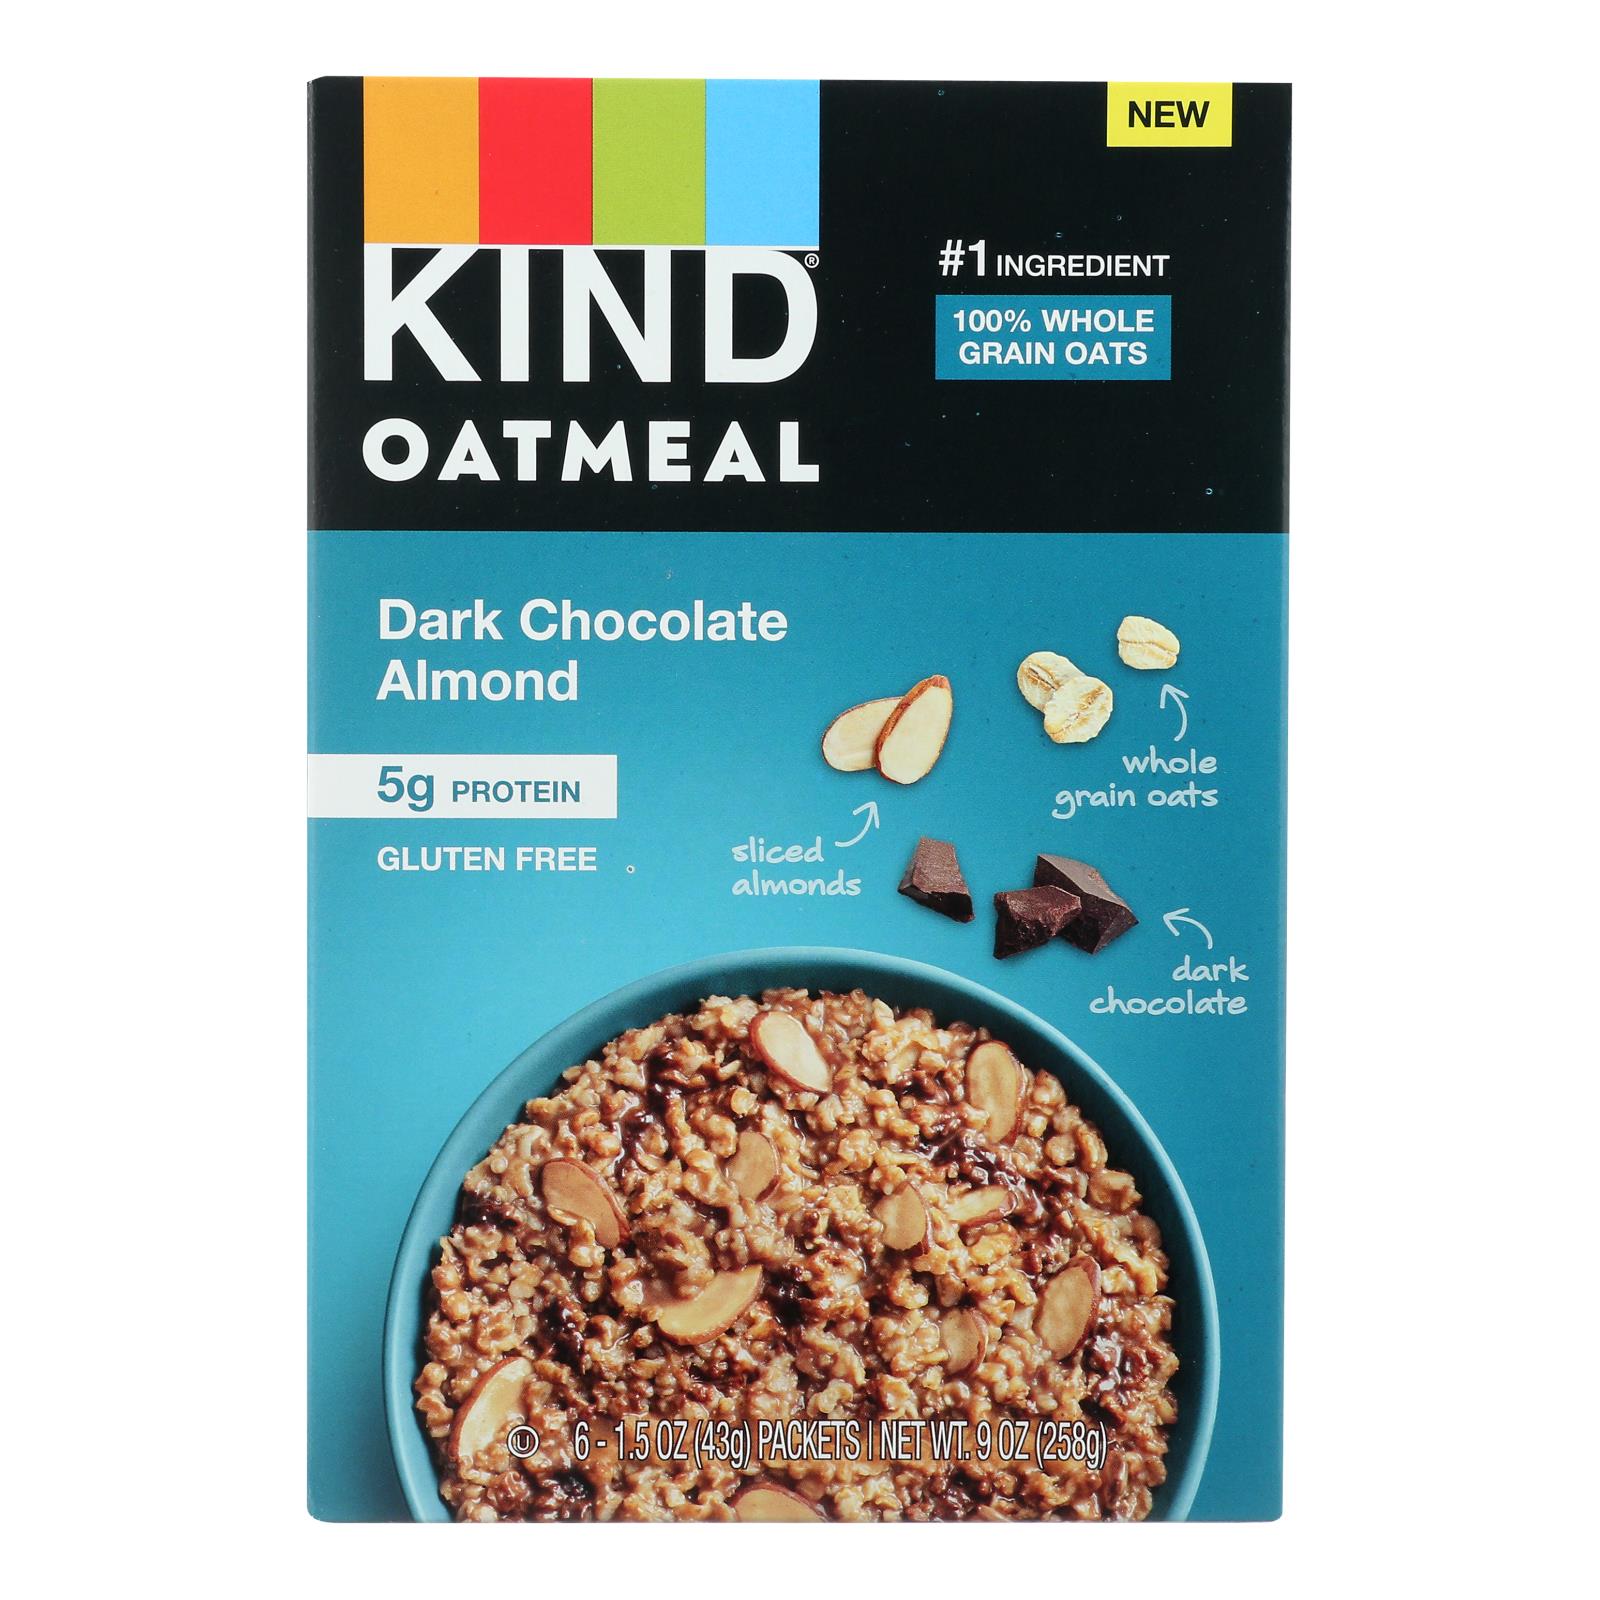 NEW
KIND®
OATMEAL
#1 INGREDIENT
100% WHOLE
GRAIN OATS
Dark Chocolate
Almond
5g PROTEIN
GLUTEN FREE
whole
grain oats
sliced
almonds
dark
chocolate
U 6 - 1.5 OZ (43g) PACKETS | NET WT. 9 OZ (258g)